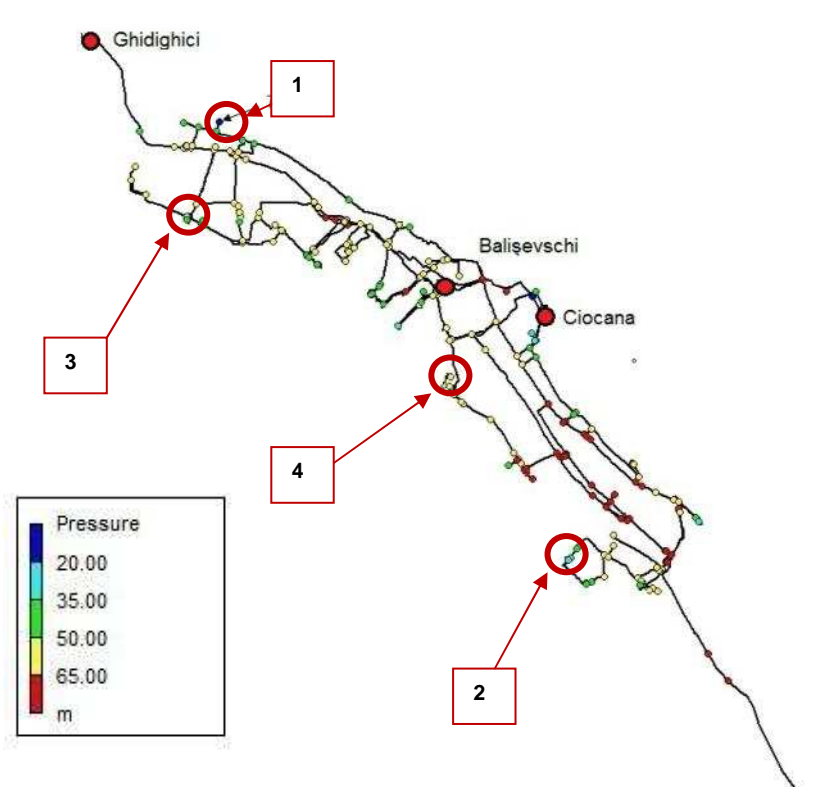 Ghidighici
1
Balişevschi
Ciocana
3
4
Pressure
20.00
35.00
50.00
65.00
m
2